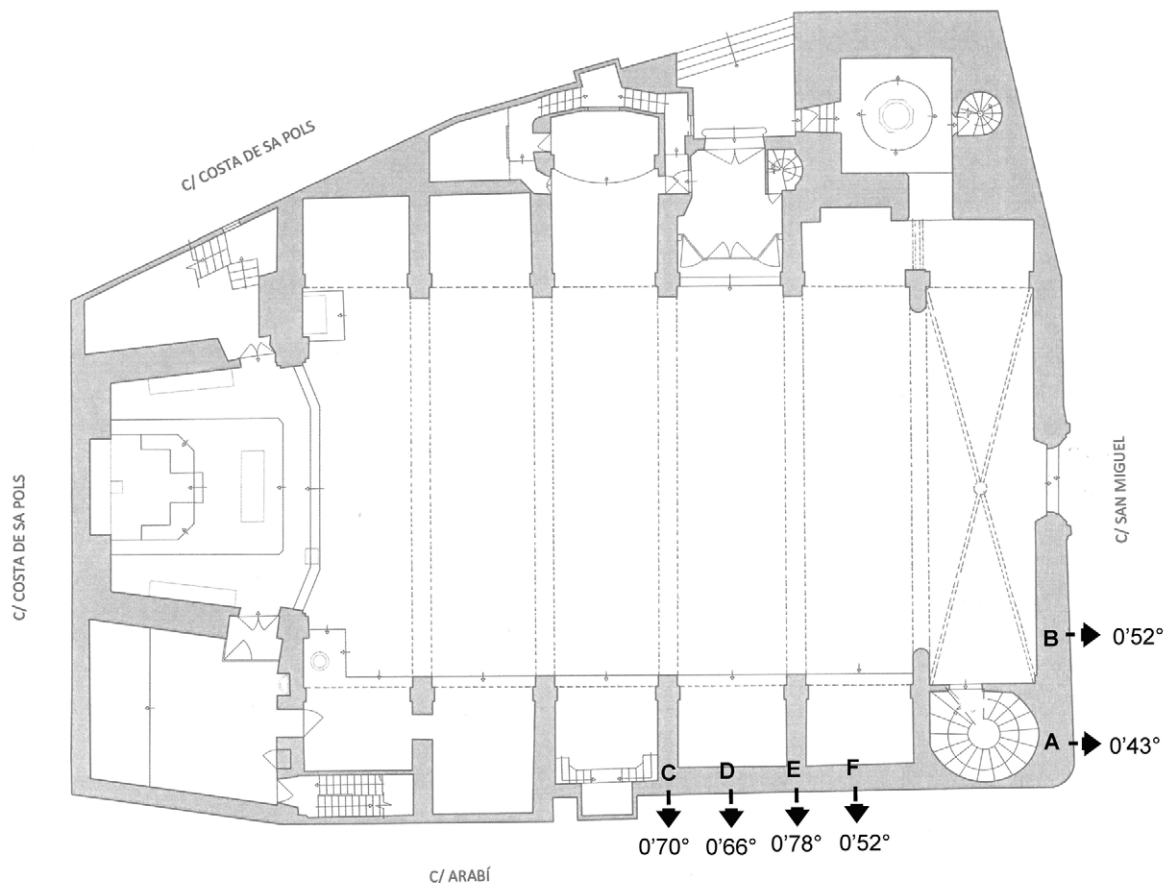 C/ COSTA DE SA POLS
C/ COSTA DE SA POLS
C/ SAN MIGUEL
B 0'52°
A 0'43°
C D E F
0'70° 0'66° 0'78° 0'52°
C/ ARABÍ